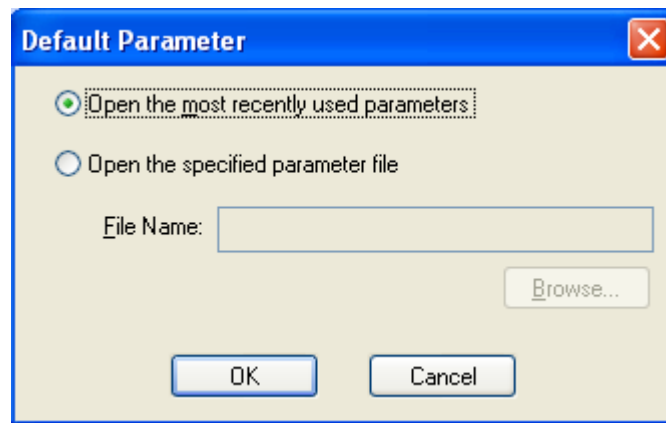 Default Parameter
Open the most recently used parameters
Open the specified parameter file
File Name:
Browse...
OK
Cancel